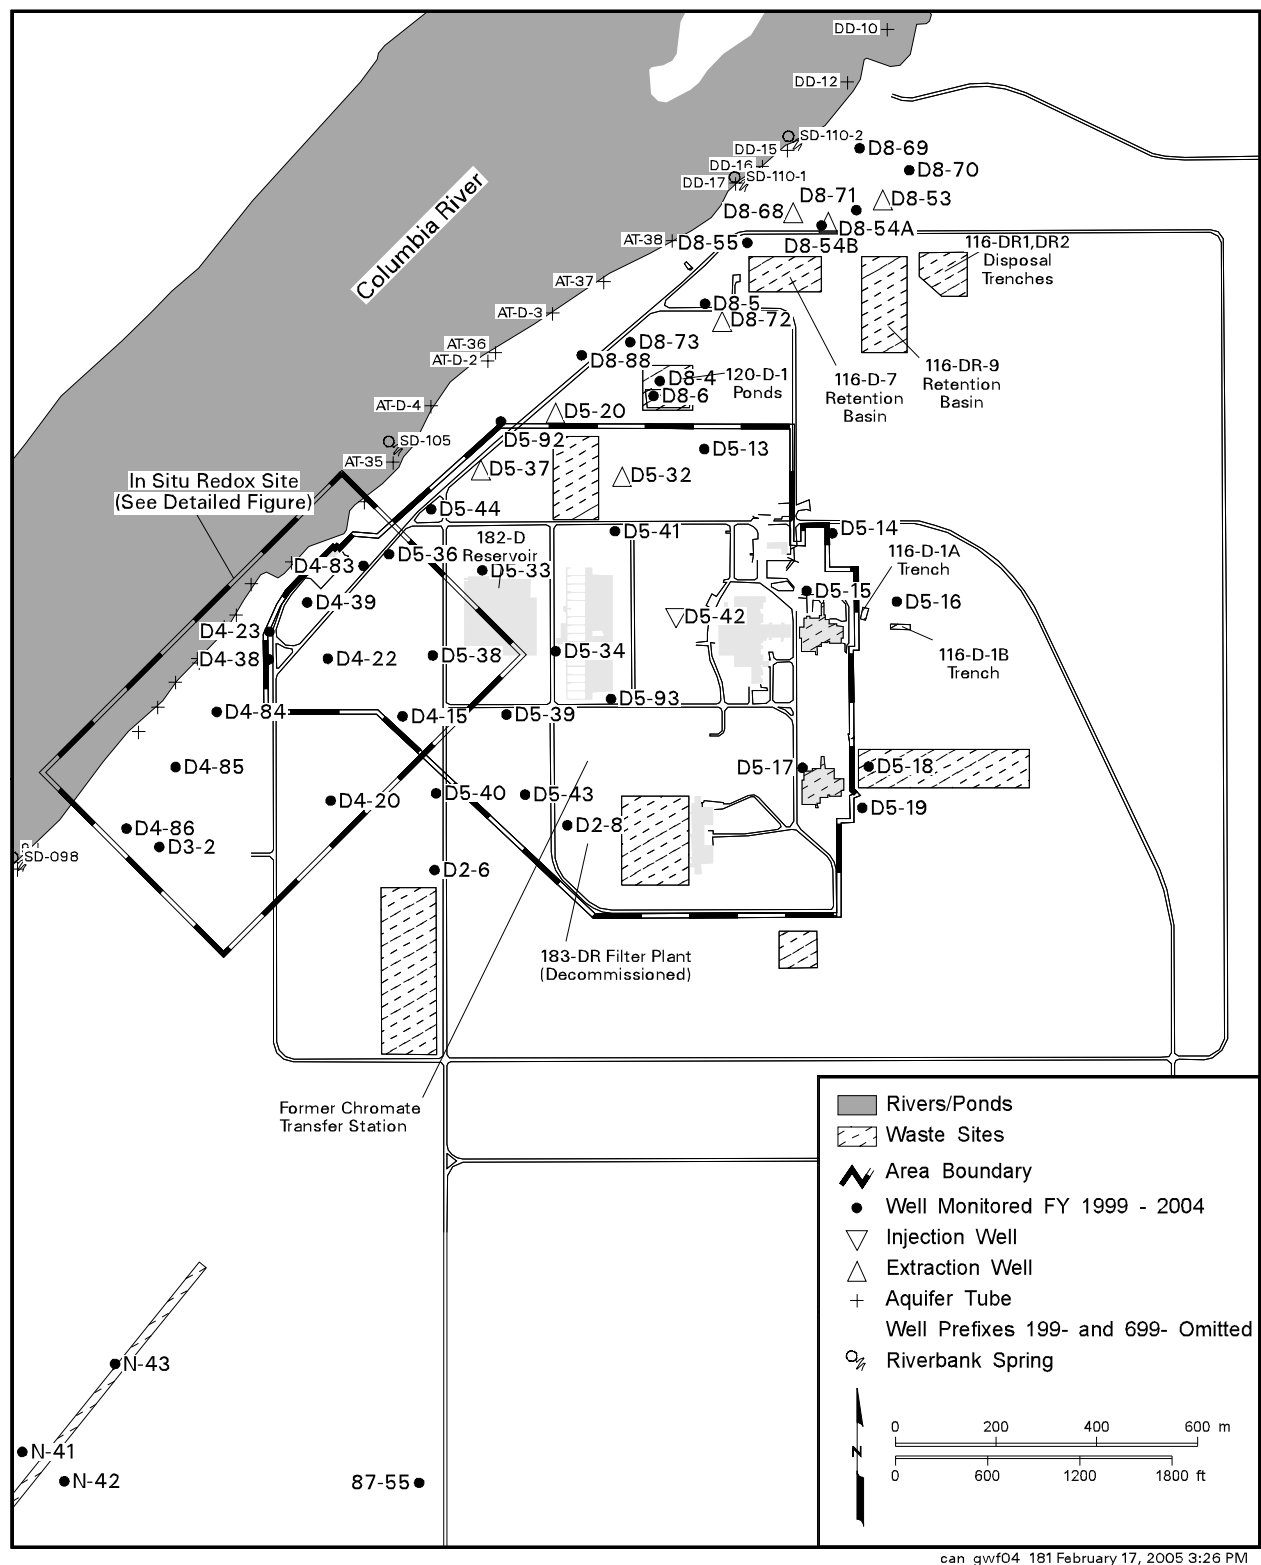 DD-10
DD-12
SD-110-2
DD-15
D8-69
DD-16
D8-70
SD-110-1
DD-17
D8-71
D8-53
D8-68
D8-54A
AT-38
D8-55
D8-54B
116-DR1,DR2
Disposal
Trenches
Columbia River
AT-37
D8-5
AT-D-3
D8-72
D8-73
AT-36
AT-D-2
D8-88
116-DR-9
Retention
Basin
116-D-7
Retention
Basin
120-D-1
Ponds
D8-4
D8-6
AT-D-4
D5-20
SD-105
D5-92
D5-13
AT-35
D5-37
D5-32
In Situ Redox Site
(See Detailed Figure)
D5-44
D5-41
D5-14
182-D
Reservoir
D5-36
D4-83
D5-33
116-D-1A
Trench
D5-15
D5-16
D4-39
D5-42
D4-23
D4-38
D4-22
D5-38
D5-34
116-D-1B
Trench
D5-93
D4-84
D4-15
D5-39
D4-85
D5-17
D5-18
D4-20
D5-40
D5-43
D5-19
D4-86
D2-8
D3-2
SD-098
D2-6
183-DR Filter Plant
(Decommissioned)
Former Chromate
Transfer Station
N-43
N-41
N-42
87-55
Rivers/Ponds
Waste Sites
Area Boundary
Well Monitored FY 1999 - 2004
Injection Well
Extraction Well
Aquifer Tube
Well Prefixes 199- and 699- Omitted
Riverbank Spring
N
0 200 400 600 m
0 600 1200 1800 ft
can_gwf04_181 February 17, 2005 3:26 PM